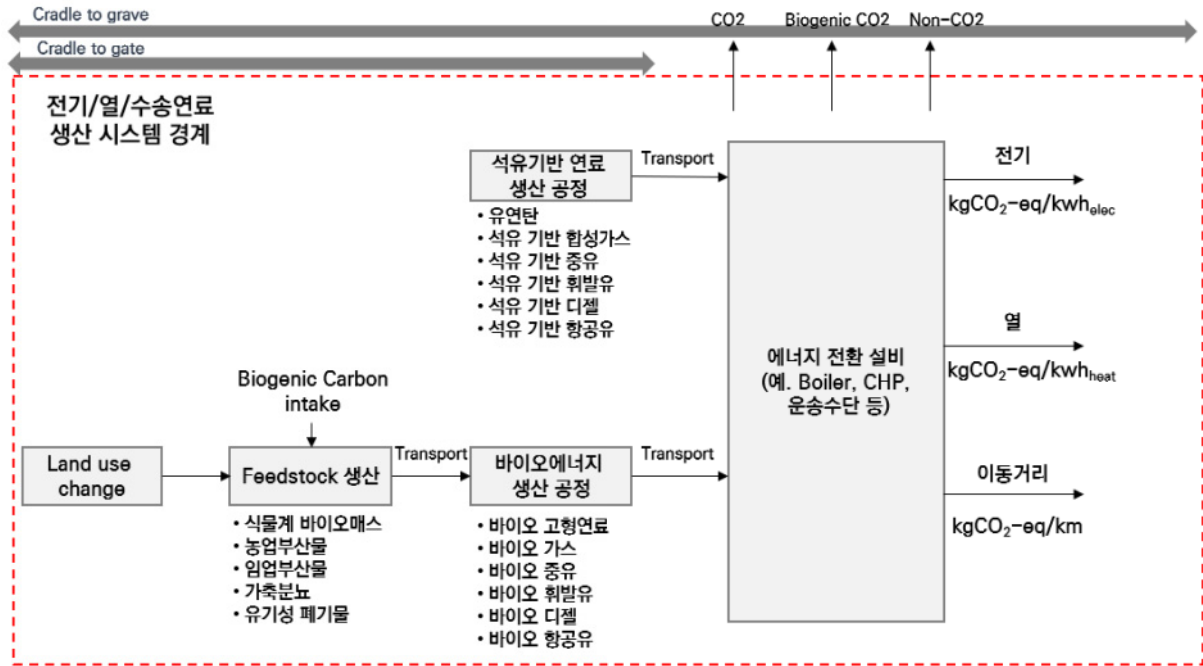 Cradle to grave
Cradle to gate
CO2
Biogenic CO2
Non-CO2
전기/열/수송연료
생산 시스템 경계
석유기반 연료
생산 공정
• 유연탄
• 석유 기반 합성가스
• 석유 기반 중유
• 석유 기반 휘발유
• 석유 기반 디젤
• 석유 기반 항공유
Transport
Biogenic Carbon
intake
Land use
change
Feedstock 생산
• 식물계 바이오매스
• 농업부산물
• 임업부산물
• 가축분뇨
• 유기성 폐기물
Transport
바이오에너지
생산 공정
• 바이오 고형연료
• 바이오 가스
• 바이오 중유
• 바이오 휘발유
• 바이오 디젤
• 바이오 항공유
Transport
에너지 전환 설비
(예. Boiler, CHP,
운송수단 등)
전기
kgCO₂-eq/kwhₑₗₑc
열
kgCO₂-eq/kwhₕₑₐₜ
이동거리
kgCO₂-eq/km